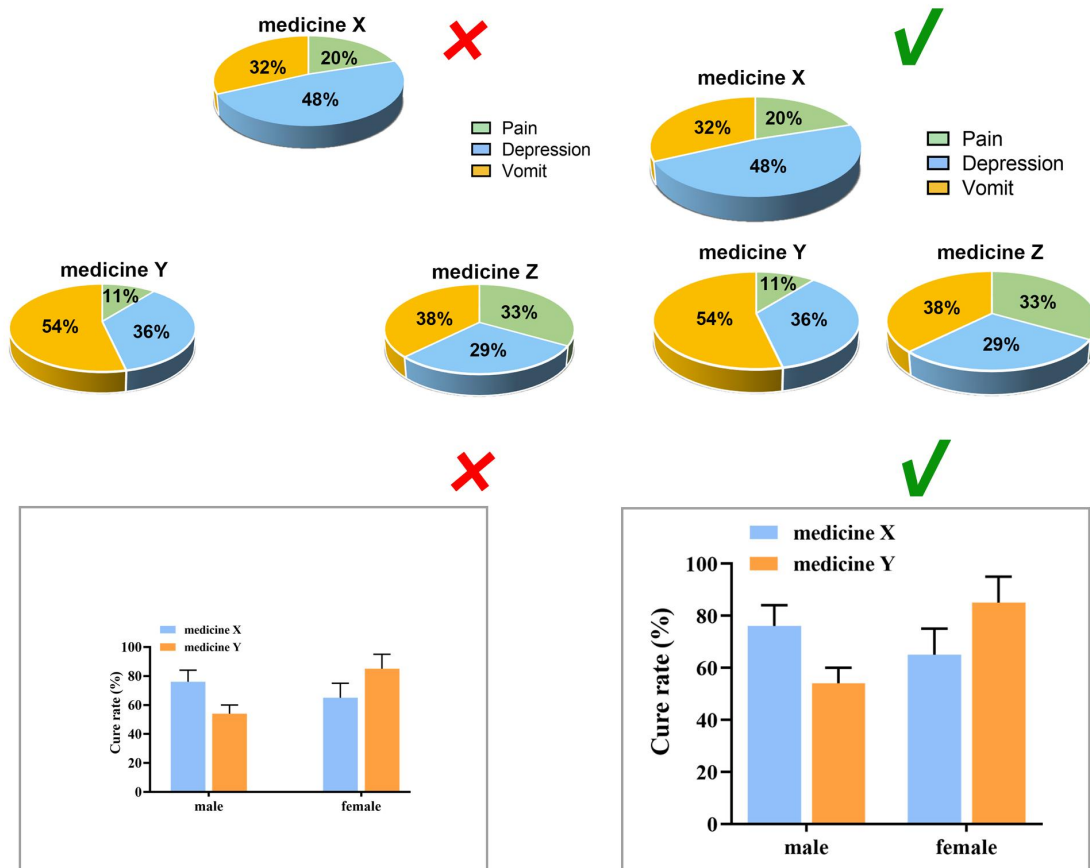 medicine X
20%
32%
48%
Pain
Depression
Vomit
medicine Y
11%
54%
36%
medicine Z
38%
33%
29%
medicine X
32%
20%
48%
Pain
Depression
Vomit
medicine Y
11%
54%
36%
medicine Z
38%
33%
29%
medicine X
medicine Y
100
80
60
40
20
0
Cure rate (%)
male
female
medicine X
medicine Y
100
80
60
40
20
0
Cure rate (%)
male
female